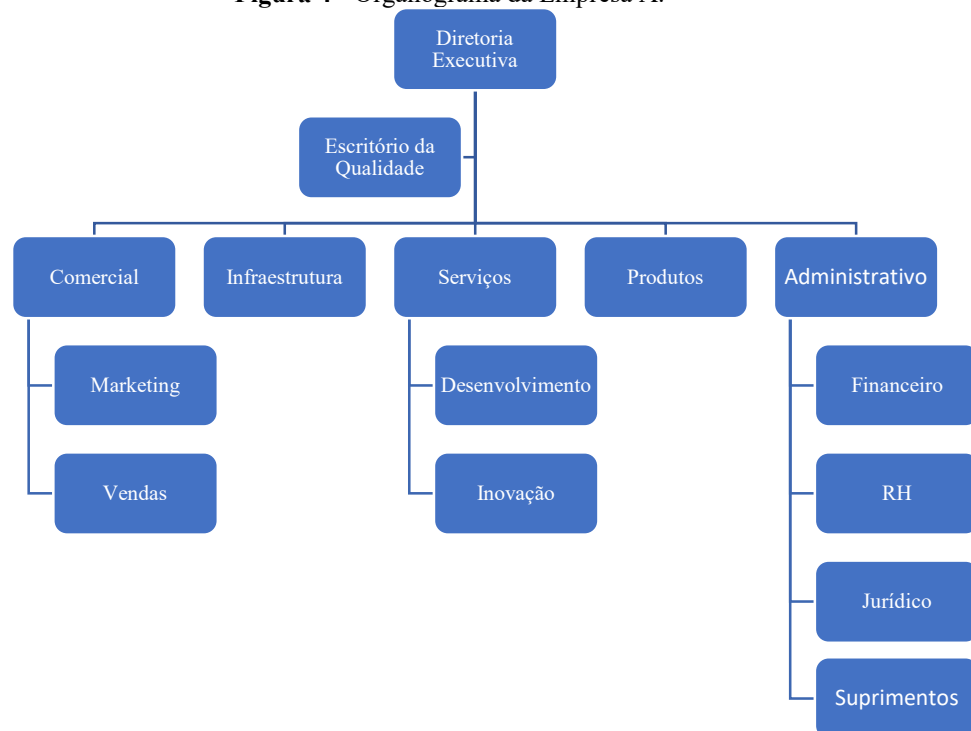 Organograma da Empresa A.
Diretoria
Executiva
Escritório da
Qualidade
Comercial
Infraestrutura
Serviços
Produtos
Administrativo
Marketing
Desenvolvimento
Financeiro
Vendas
Inovação
RH
Jurídico
Suprimentos